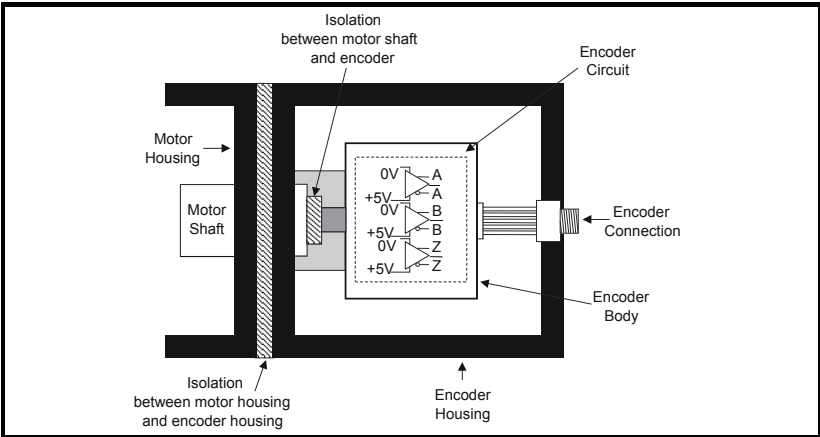 Isolation
between motor shaft
and encoder
Encoder
Circuit
Motor
Housing
Motor
Shaft
0V
A
A
+5V
0V
B
B
+5V
0V
Z
Z
+5V
Encoder
Connection
Encoder
Body
Isolation
between motor housing
and encoder housing
Encoder
Housing